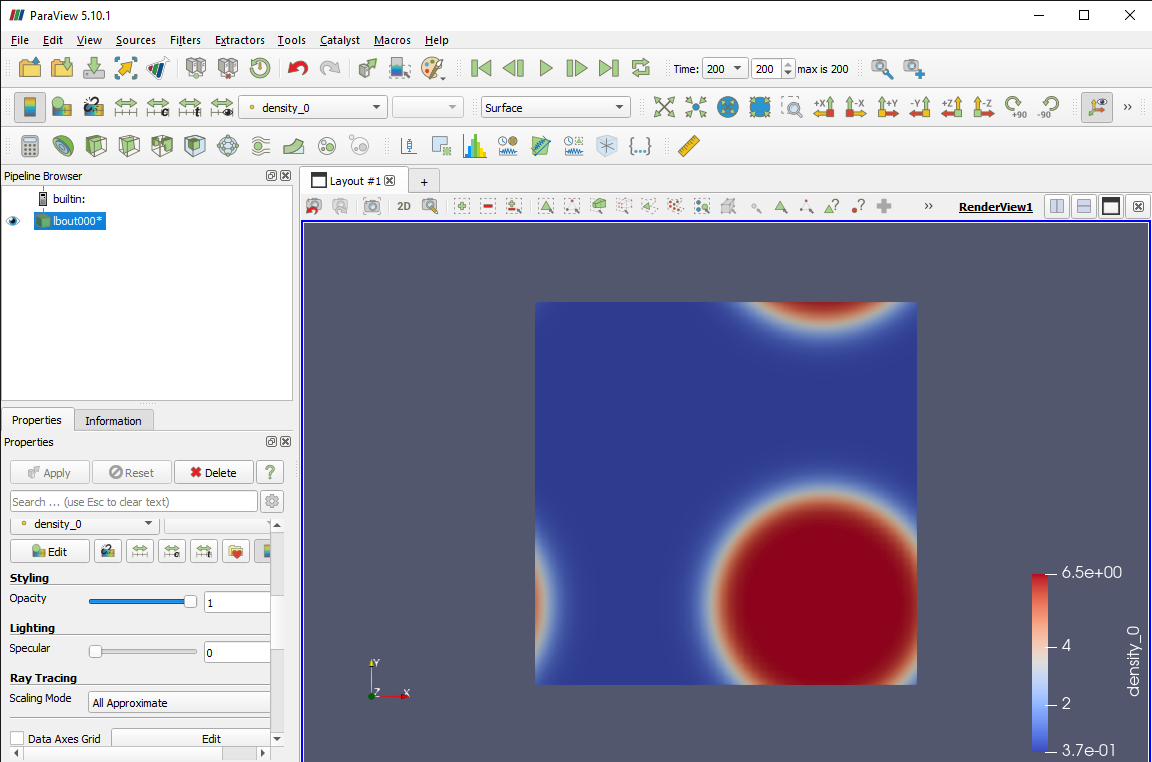 ParaView 5.10.1
File Edit View Sources Filters Extractors Tools Catalyst Macros Help
Time: 200 200 max is 200
density_0 Surface +X -X +Y -Y +Z -Z +90 -90 »
Pipeline Browser
builtin:
lbout000*
Layout #1 +
2D » RenderView1
Properties Information
Properties
Apply Reset Delete ?
Search ... (use Esc to clear text)
density_0
Edit
Styling
Opacity 1
Lighting
Specular 0
Ray Tracing
Scaling Mode All Approximate
Data Axes Grid Edit
Y
Z X
6.5e+00
4
2
3.7e-01
density_0